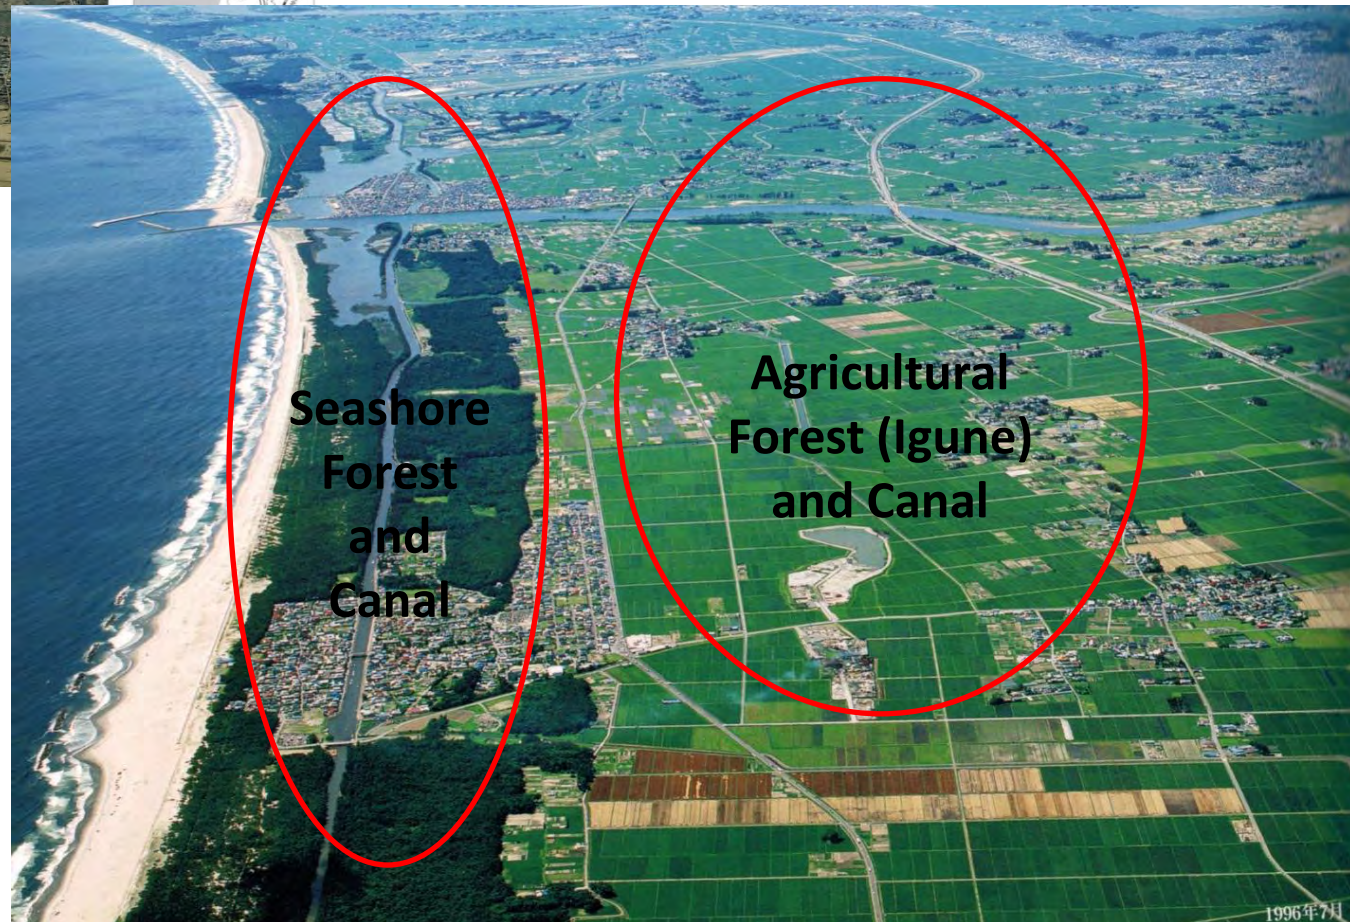 Seashore
Forest
and
Canal
Agricultural
Forest (Igune)
and Canal
1996年7月